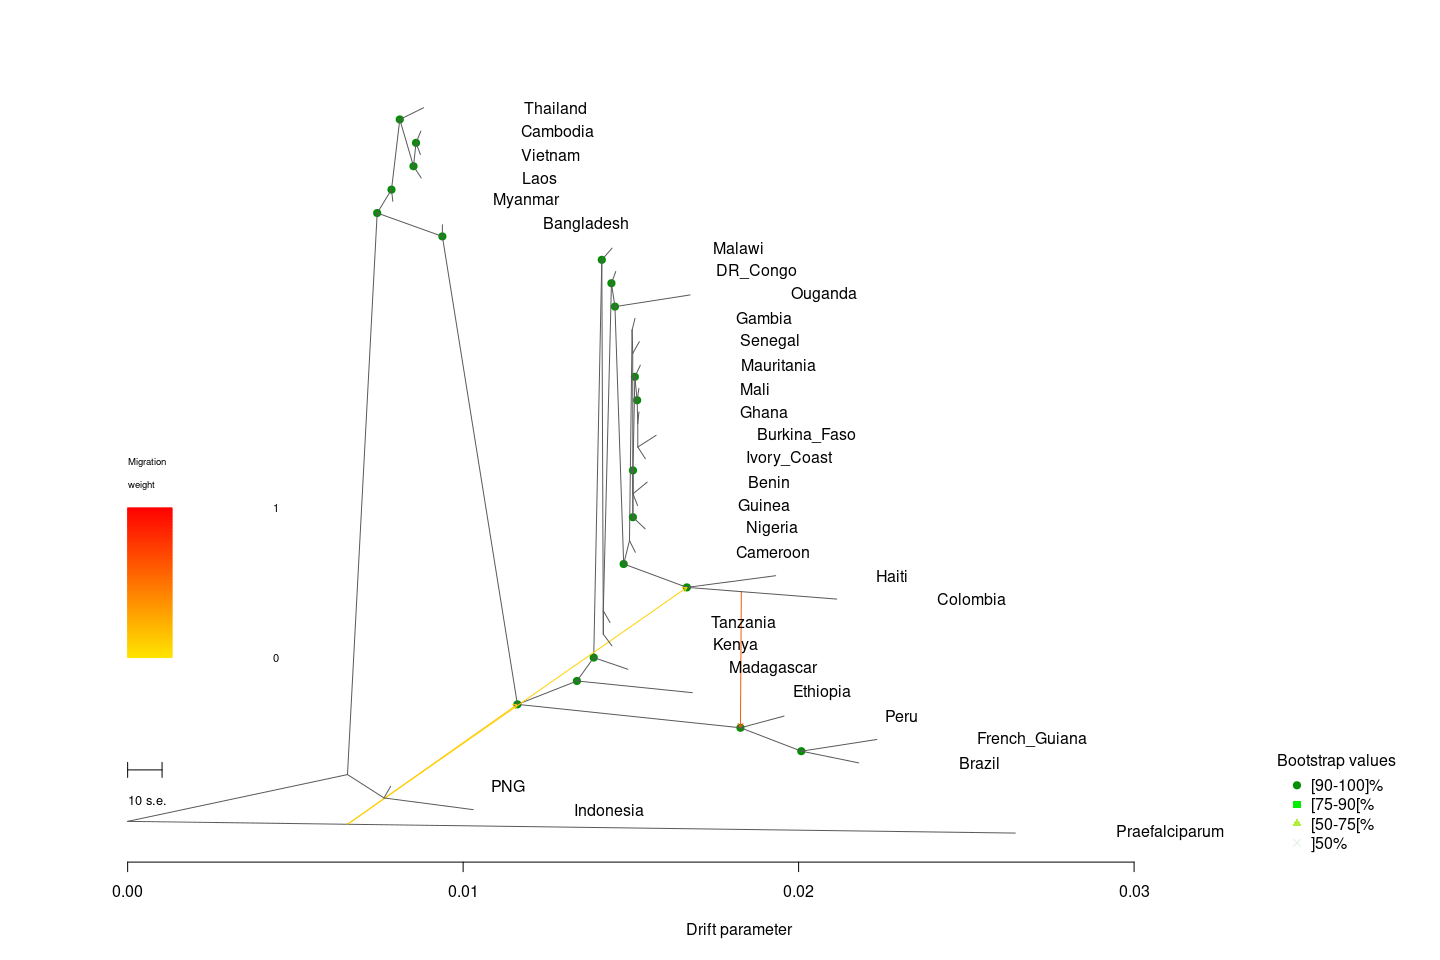 Thailand
Cambodia
Vietnam
Laos
Myanmar
Bangladesh
Malawi
DR_Congo
Ouganda
Gambia
Senegal
Mauritania
Mali
Ghana
Burkina_Faso
Ivory_Coast
Benin
Guinea
Nigeria
Cameroon
Haiti
Colombia
Tanzania
Kenya
Madagascar
Ethiopia
Peru
French_Guiana
Brazil
PNG
Indonesia
Praefalciparum
Migration
weight
1
0
10 s.e.
Bootstrap values
[90-100]%
[75-90[%
[50-75[%
]50%
0.00
0.01
0.02
0.03
Drift parameter